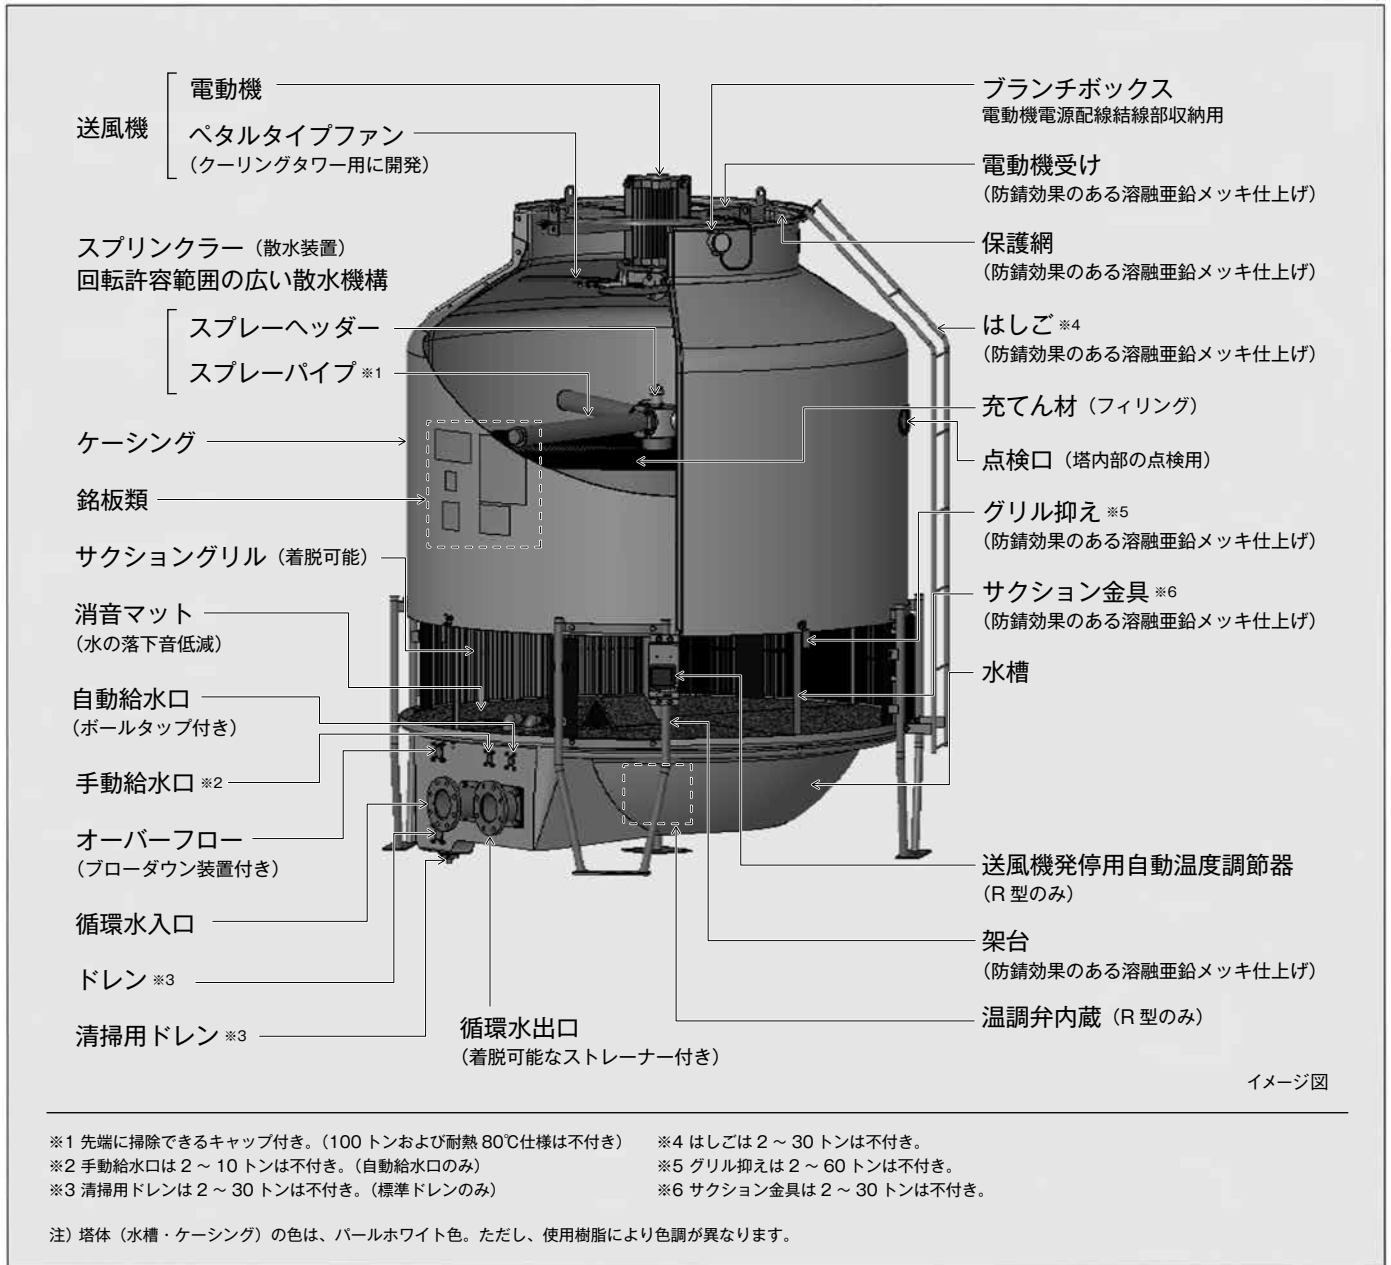 送風機
電動機
ペタルタイプファン
（クーリングタワー用に開発）
スプリンクラー（散水装置）
回転許容範囲の広い散水機構
スプレーヘッダー
スプレーパイプ ※1
ケーシング
銘板類
サクショングリル（着脱可能）
消音マット
（水の落下音低減）
自動給水口
（ボールタップ付き）
手動給水口 ※2
オーバーフロー
（ブローダウン装置付き）
循環水入口
ドレン ※3
清掃用ドレン ※3
循環水出口
（着脱可能なストレーナー付き）
ブランチボックス
電動機電源配線結線部収納用
電動機受け
（防錆効果のある溶融亜鉛メッキ仕上げ）
保護網
（防錆効果のある溶融亜鉛メッキ仕上げ）
はしご ※4
（防錆効果のある溶融亜鉛メッキ仕上げ）
充てん材（フィリング）
点検口（塔内部の点検用）
グリル抑え ※5
（防錆効果のある溶融亜鉛メッキ仕上げ）
サクション金具 ※6
（防錆効果のある溶融亜鉛メッキ仕上げ）
水槽
送風機発停用自動温度調節器
（R 型のみ）
架台
（防錆効果のある溶融亜鉛メッキ仕上げ）
温調弁内蔵（R 型のみ）
イメージ図
※1 先端に掃除できるキャップ付き。（100 トンおよび耐熱 80℃仕様は不付き）
※2 手動給水口は 2 ～ 10 トンは不付き。（自動給水口のみ）
※3 清掃用ドレンは 2 ～ 30 トンは不付き。（標準ドレンのみ）
※4 はしごは 2 ～ 30 トンは不付き。
※5 グリル抑えは 2 ～ 60 トンは不付き。
※6 サクション金具は 2 ～ 30 トンは不付き。
注）塔体（水槽・ケーシング）の色は、パールホワイト色。ただし、使用樹脂により色調が異なります。